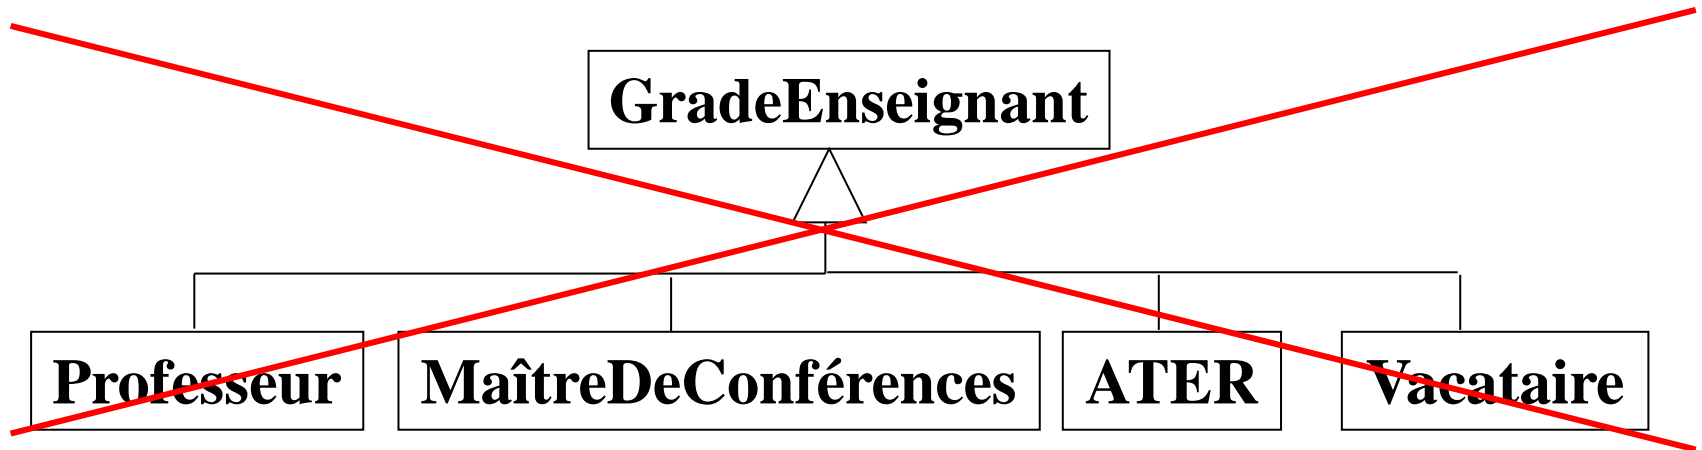 GradeEnseignant
Professeur
MaîtreDeConférences
ATER
Vacataire